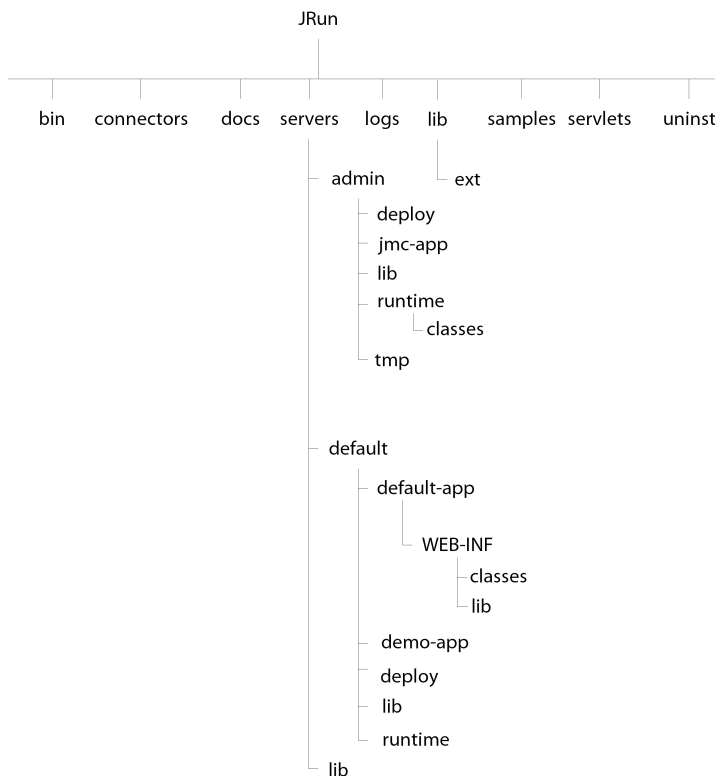 JRun
bin connectors docs servers logs lib samples servlets uninst
admin ext
deploy
jmc-app
lib
runtime
classes
tmp
default
default-app
WEB-INF
classes
lib
demo-app
deploy
lib
runtime
lib